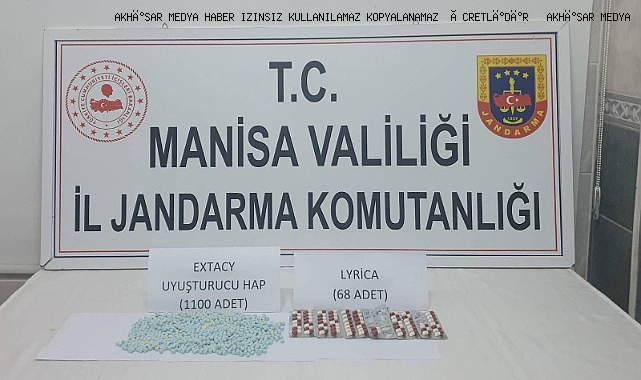 AKHÄ°SAR MEDYA HABER IZINSIZ KULLANILAMAZ KOPYALANAMAZ Ă CRETLÄ°DÄ°R AKHÄ°SAR MEDYA
T.C.
MANİSA VALİLİĞİ
İL JANDARMA KOMUTANLIĞI
JANDARMA
EXTACY
UYUŞTURUCU HAP
(1100 ADET)
LYRICA
(68 ADET)